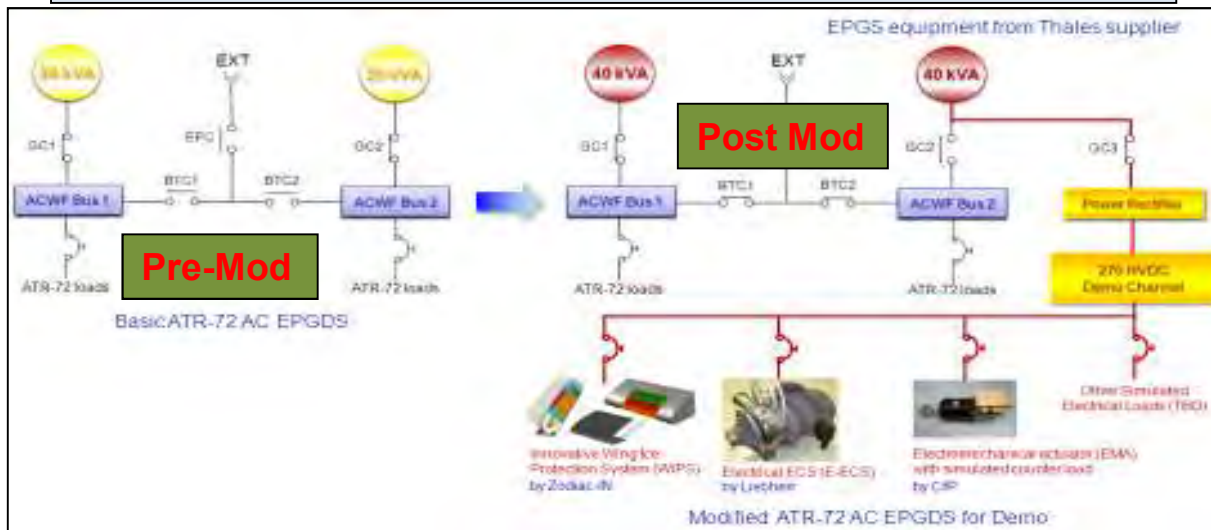 EPGS equipment from Thales supplier
EXT
EXT
40 kVA
40 kVA
Post Mod
EPC
GC1
GC2
GC1
GC2
GC3
BTC1
BTC2
BTC1
BTC2
ACWF Bus 1
ACWF Bus 2
ACWF Bus 1
ACWF Bus 2
Power Rectifier
Pre-Mod
270 HVDC
Demo Channel
ATR-72 loads
ATR-72 loads
ATR-72 loads
ATR-72 loads
Basic ATR-72 AC EPGDS
Other Simulated
Electrical Loads (TBD)
Innovative Wing Ice
Protection System (WIPS)
by Zodiac-IN
Electrical ECS (E-ECS)
by Liebherr
Electromechanical actuator (EMA)
with simulated counter load
by CfP
Modified ATR-72 AC EPGDS for Demo